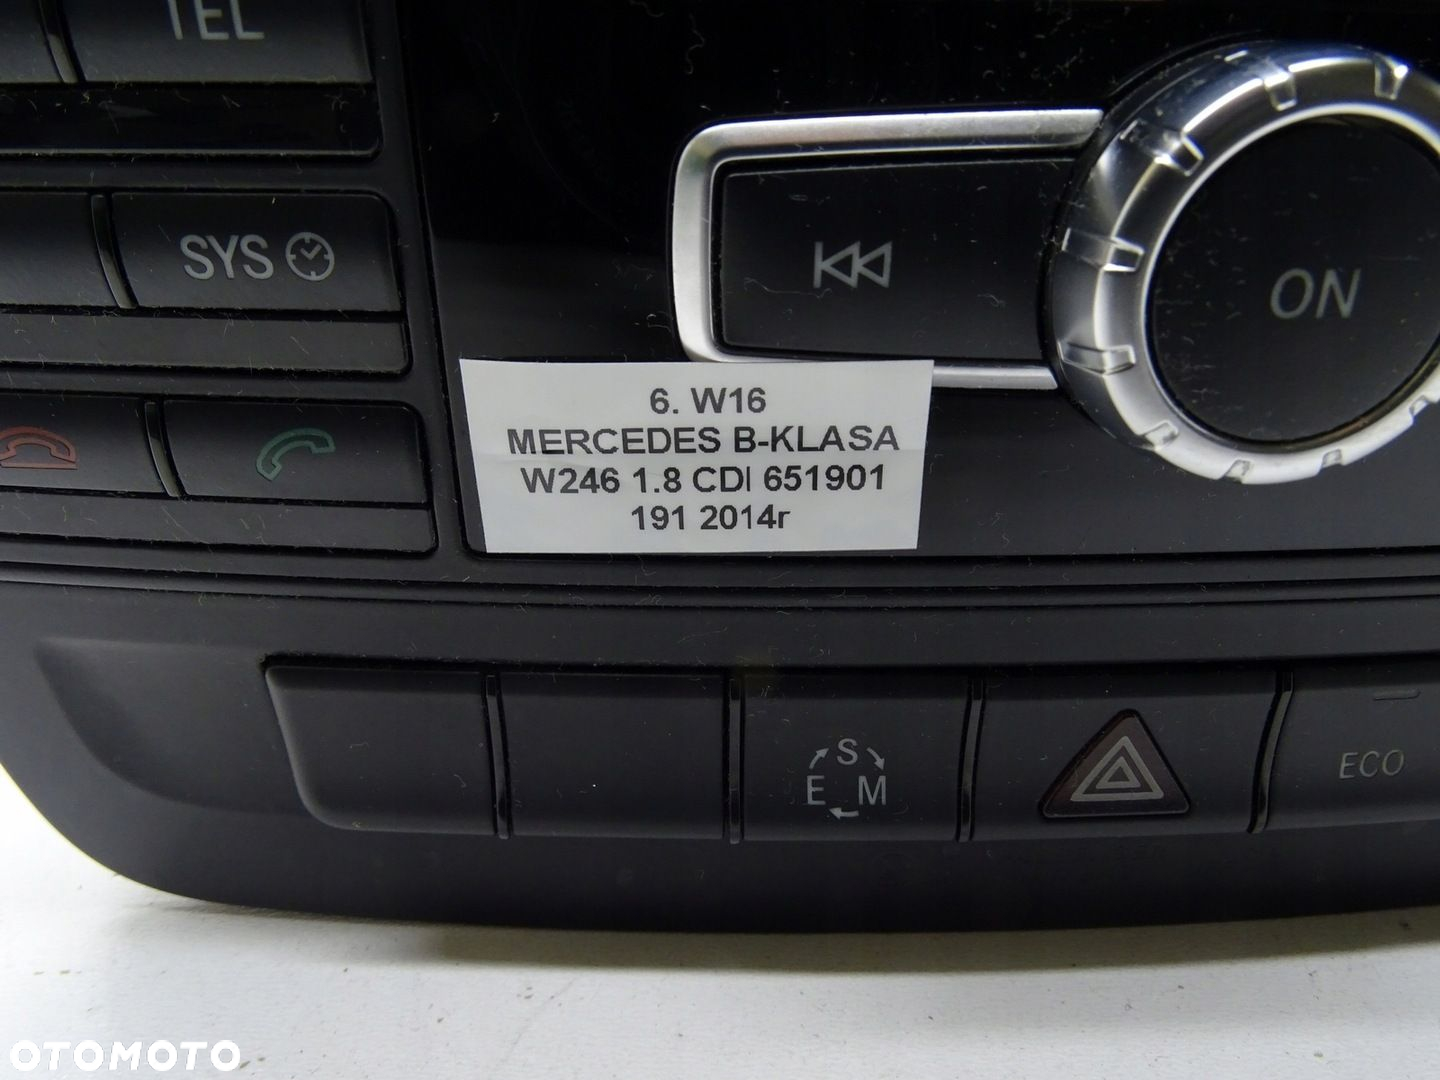 TEL
SYS
ON
6. W16
MERCEDES B-KLASA
W246 1.8 CDI 651901
191 2014r
S
E M
ECO
OTOMOTO